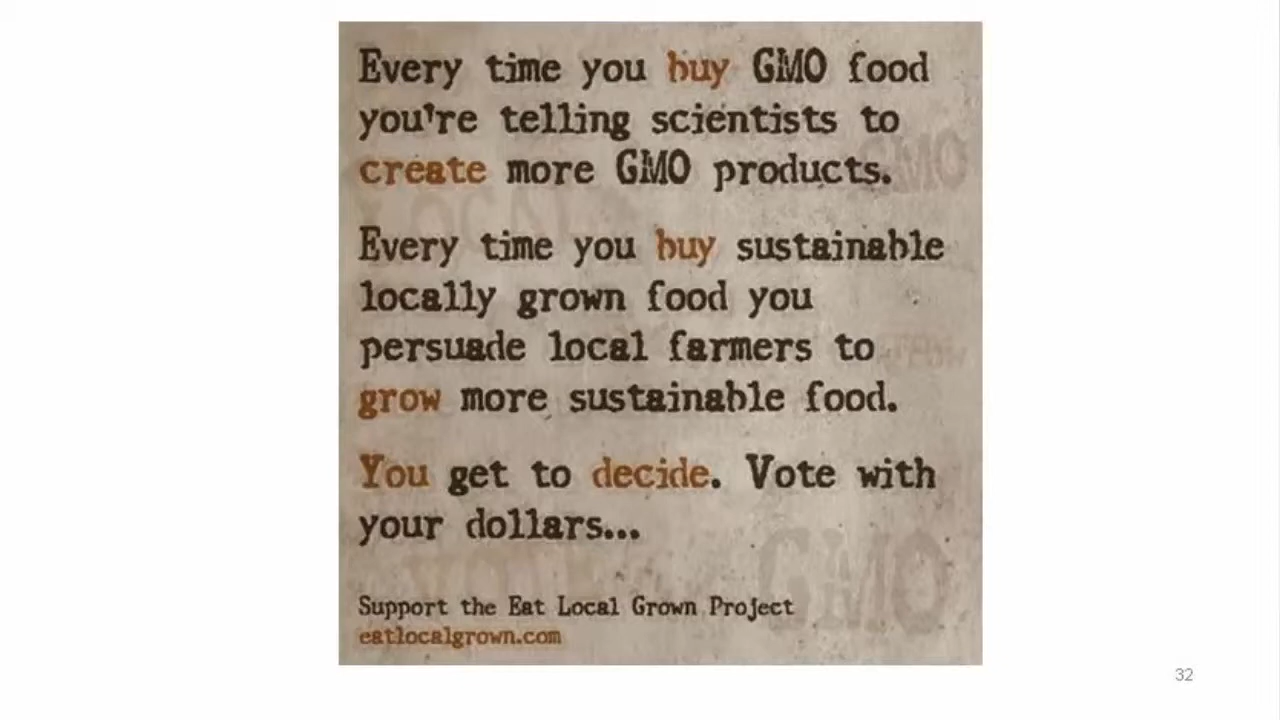 Every time you buy GMO food
you're telling scientists to
create more GMO products.
Every time you buy sustainable
locally grown food you
persuade local farmers to
grow more sustainable food.
You get to decide. Vote with
your dollars...
Support the Eat Local Grown Project
eatlocalgrown.com
GMO
GMO
32